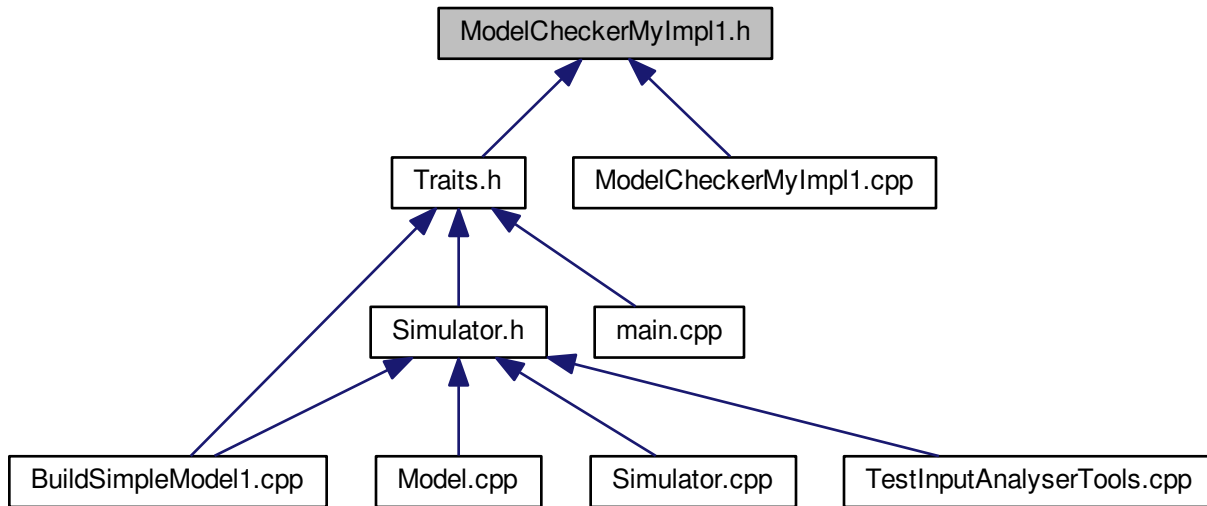 ModelCheckerMyImpl1.h
Traits.h
ModelCheckerMyImpl1.cpp
Simulator.h
main.cpp
BuildSimpleModel1.cpp
Model.cpp
Simulator.cpp
TestInputAnalyserTools.cpp